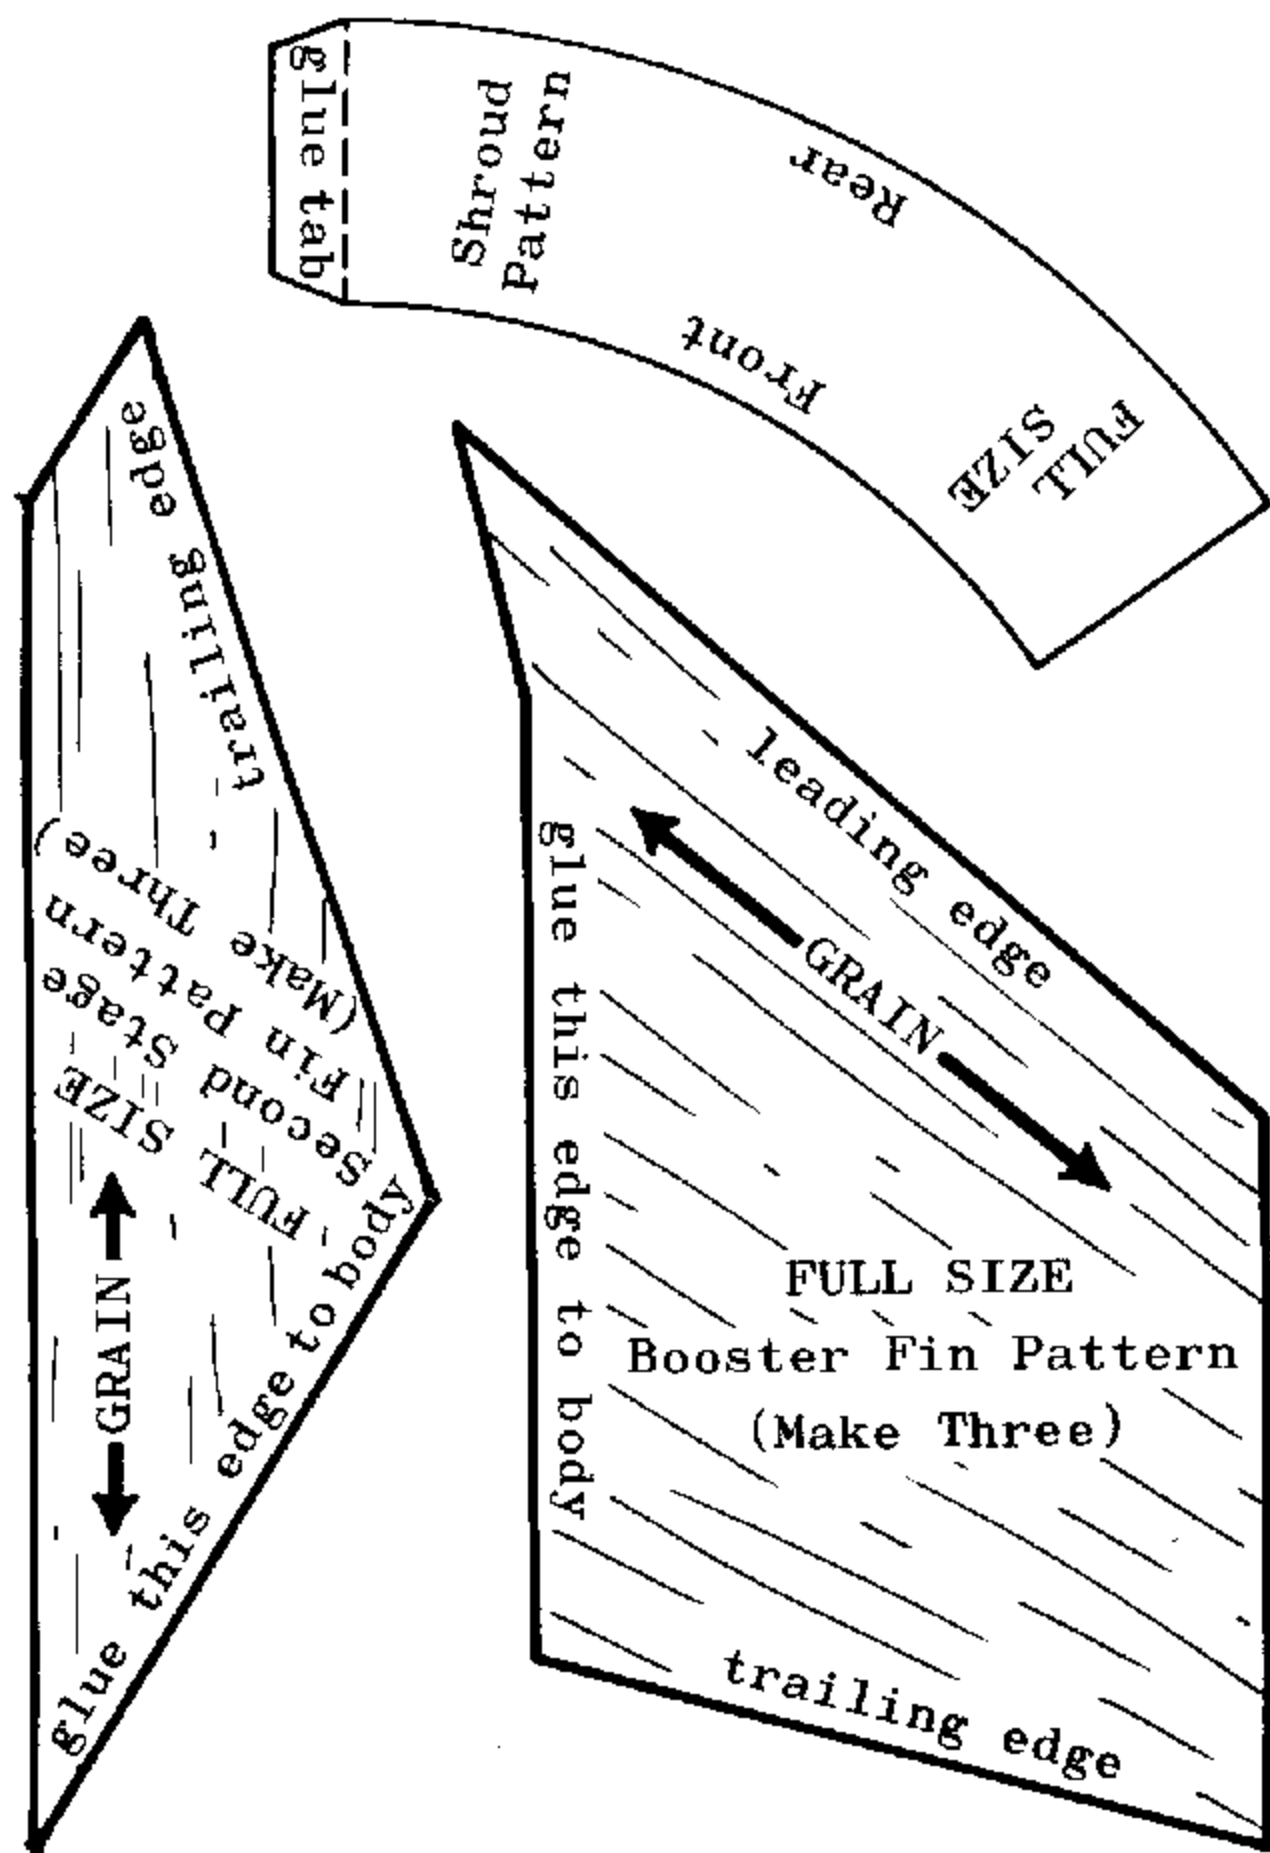 glue tab
Shroud
Pattern
Rear
Front
FULL
SIZE
trailing edge
FULL SIZE
Second Stage
Fin Pattern
(Make Three)
GRAIN
glue this edge to body
leading edge
GRAIN
glue this edge to body
FULL SIZE
Booster Fin Pattern
(Make Three)
trailing edge